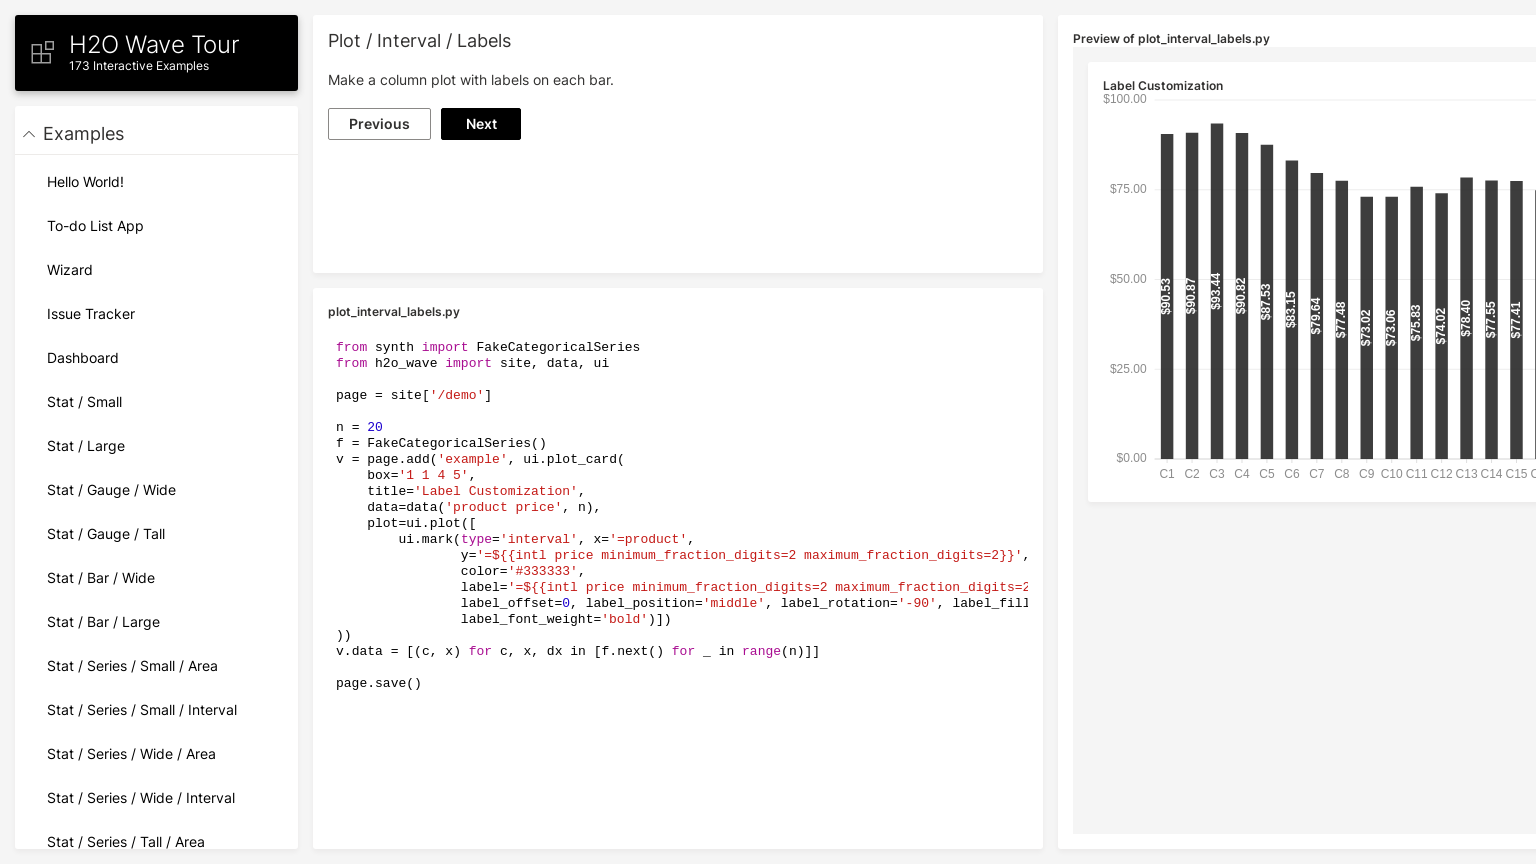 H2O Wave Tour
173 Interactive Examples
Examples
Hello World!
To-do List App
Wizard
Issue Tracker
Dashboard
Stat / Small
Stat / Large
Stat / Gauge / Wide
Stat / Gauge / Tall
Stat / Bar / Wide
Stat / Bar / Large
Stat / Series / Small / Area
Stat / Series / Small / Interval
Stat / Series / Wide / Area
Stat / Series / Wide / Interval
Stat / Series / Tall / Area
Plot / Interval / Labels
Make a column plot with labels on each bar.
Previous Next
plot_interval_labels.py
from synth import FakeCategoricalSeries
from h2o_wave import site, data, ui
page = site['/demo']
n = 20
f = FakeCategoricalSeries()
v = page.add('example', ui.plot_card(
box='1 1 4 5',
title='Label Customization',
data=data('product price', n),
plot=ui.plot([
ui.mark(type='interval', x='=product',
y='=${{intl price minimum_fraction_digits=2 maximum_fraction_digits=2}}',
color='#333333',
label='=${{intl price minimum_fraction_digits=2 maximum_fraction_digits=2
label_offset=0, label_position='middle', label_rotation='-90', label_fill
label_font_weight='bold')])
))
v.data = [(c, x) for c, x, dx in [f.next() for _ in range(n)]]
page.save()
Preview of plot_interval_labels.py
Label Customization
$100.00
$75.00
$50.00
$25.00
$0.00
$90.53 $90.87 $93.44 $90.82 $87.53 $83.15 $79.64 $77.48 $73.02 $73.06 $75.83 $74.02 $78.40 $77.55 $77.41
C1 C2 C3 C4 C5 C6 C7 C8 C9 C10 C11 C12 C13 C14 C15